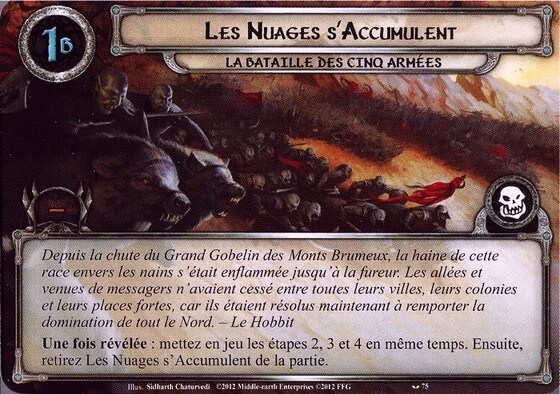 1B
Les Nuages s'Accumulent
La Bataille des Cinq Armées
–
Depuis la chute du Grand Gobelin des Monts Brumeux, la haine de cette
race envers les nains s'était enflammée jusqu'à la fureur. Les allées et
venues de messagers n'avaient cessé entre toutes leurs villes, leurs colonies
et leurs places fortes, car ils étaient résolus maintenant à remporter la
domination de tout le Nord. – Le Hobbit
Une fois révélée : mettez en jeu les étapes 2, 3 et 4 en même temps. Ensuite,
retirez Les Nuages s'Accumulent de la partie.
Illus. Sidharth Chaturvedi ©2012 Middle-earth Enterprises ©2012 FFG 75